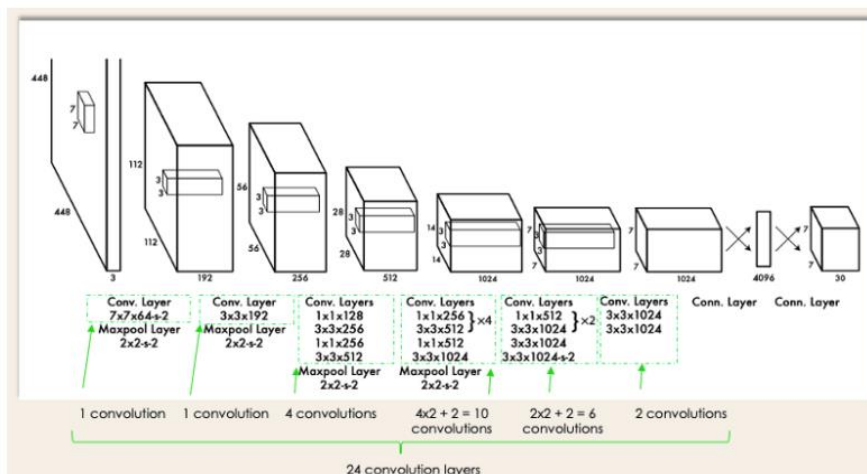 448
7
7
448
3
112
3
3
112
192
56
3
3
56
256
28
3
3
28
512
14
3
3
14
1024
7
3
3
7
1024
7
7
1024
4096
7
7
30
Conv. Layer
7x7x64-s-2
Maxpool Layer
2x2-s-2
Conv. Layer
3x3x192
Maxpool Layer
2x2-s-2
Conv. Layers
1x1x128
3x3x256
1x1x256
3x3x512
Maxpool Layer
2x2-s-2
Conv. Layers
1x1x256
3x3x512
}×4
1x1x512
3x3x1024
Maxpool Layer
2x2-s-2
Conv. Layers
1x1x512
3x3x1024
}×2
3x3x1024
3x3x1024-s-2
Conv. Layers
3x3x1024
3x3x1024
Conn. Layer
Conn. Layer
1 convolution
1 convolution
4 convolutions
4x2 + 2 = 10
convolutions
2x2 + 2 = 6
convolutions
2 convolutions
24 convolution layers